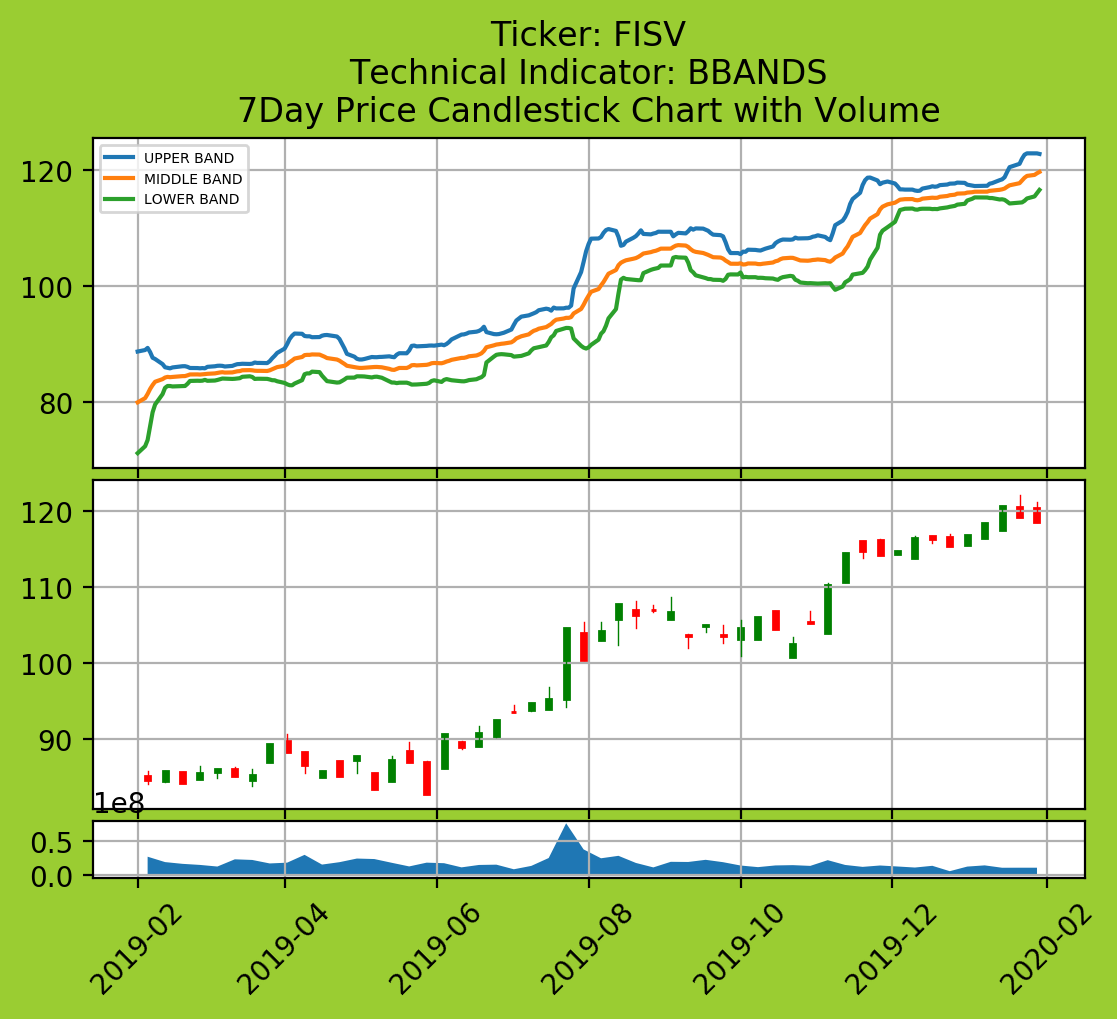 Ticker: FISV
Technical Indicator: BBANDS
7Day Price Candlestick Chart with Volume
UPPER BAND
MIDDLE BAND
LOWER BAND
120
100
80
120
110
100
90
1e8
0.5
0.0
2019-02
2019-04
2019-06
2019-08
2019-10
2019-12
2020-02